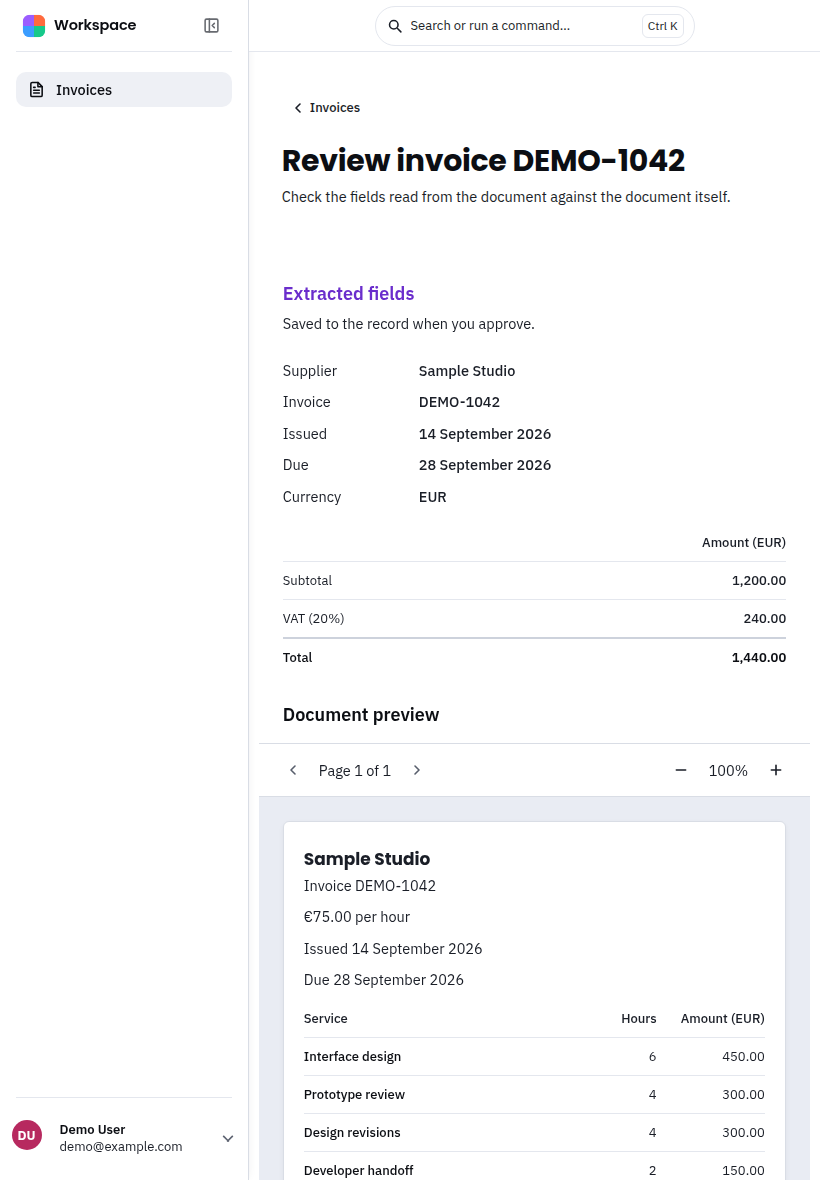 Workspace
Search or run a command...
Ctrl K
Invoices
Invoices
Review invoice DEMO-1042
Check the fields read from the document against the document itself.
Extracted fields
Saved to the record when you approve.
Supplier Sample Studio
Invoice DEMO-1042
Issued 14 September 2026
Due 28 September 2026
Currency EUR
Amount (EUR)
Subtotal 1,200.00
VAT (20%) 240.00
Total 1,440.00
Document preview
Page 1 of 1
100%
Sample Studio
Invoice DEMO-1042
€75.00 per hour
Issued 14 September 2026
Due 28 September 2026
Service Hours Amount (EUR)
Interface design 6 450.00
Prototype review 4 300.00
Design revisions 4 300.00
Developer handoff 2 150.00
DU
Demo User
demo@example.com